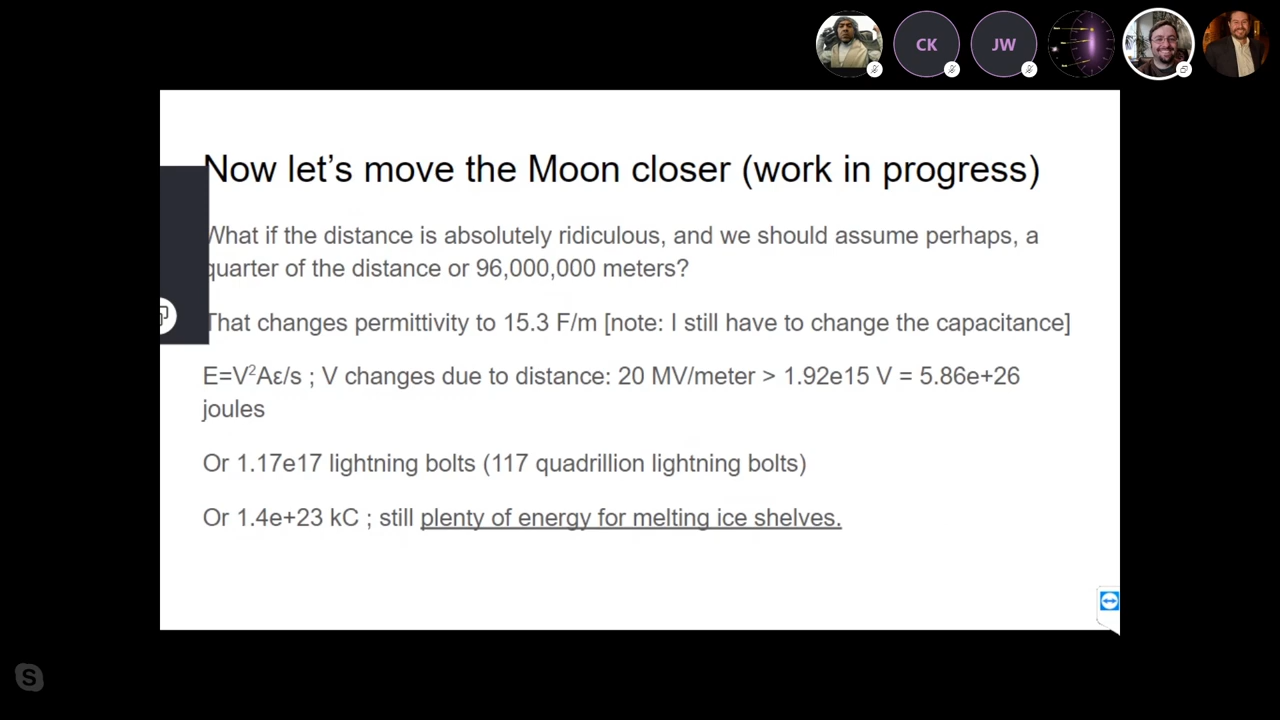 CK
JW
Now let's move the Moon closer (work in progress)
What if the distance is absolutely ridiculous, and we should assume perhaps, a
quarter of the distance or 96,000,000 meters?
That changes permittivity to 15.3 F/m [note: I still have to change the capacitance]
E=V²Aε/s ; V changes due to distance: 20 MV/meter > 1.92e15 V = 5.86e+26
joules
Or 1.17e17 lightning bolts (117 quadrillion lightning bolts)
Or 1.4e+23 kC ; still plenty of energy for melting ice shelves.
S